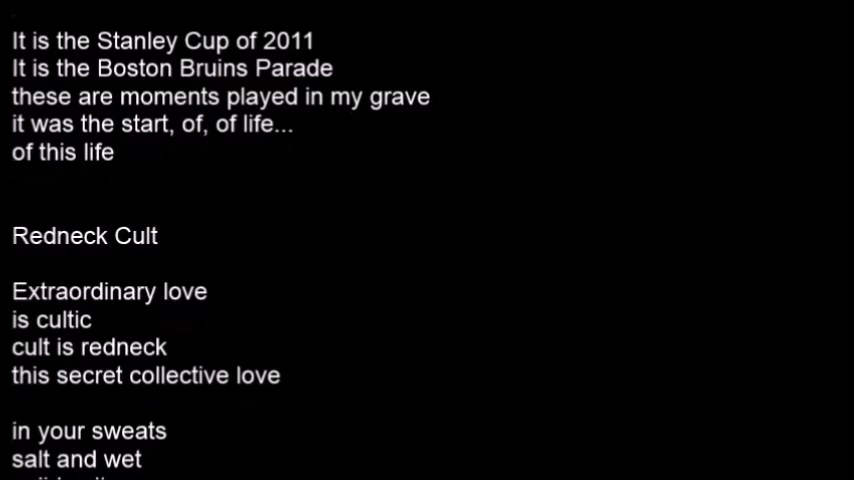 It is the Stanley Cup of 2011
It is the Boston Bruins Parade
these are moments played in my grave
it was the start, of, of life...
of this life
Redneck Cult
Extraordinary love
is cultic
cult is redneck
this secret collective love
in your sweats
salt and wet